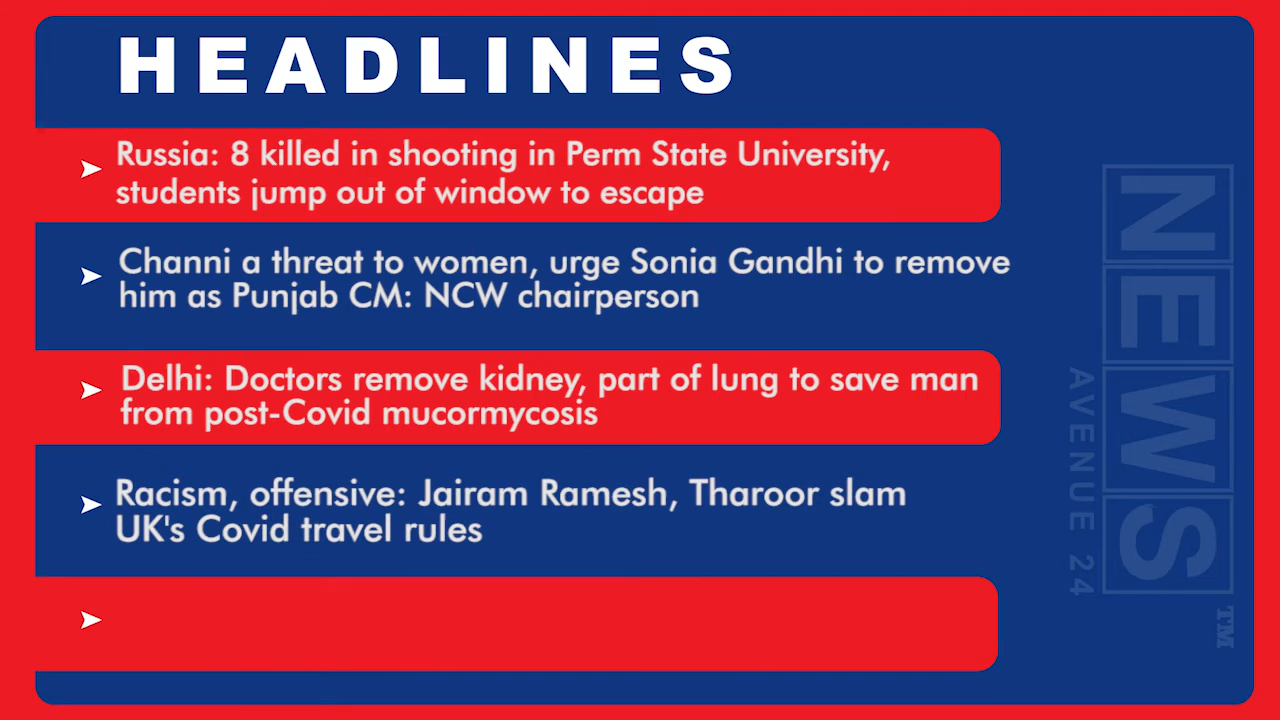 HEADLINES
Russia: 8 killed in shooting in Perm State University,
students jump out of window to escape
Channi a threat to women, urge Sonia Gandhi to remove
him as Punjab CM: NCW chairperson
Delhi: Doctors remove kidney, part of lung to save man
from post-Covid mucormycosis
Racism, offensive: Jairam Ramesh, Tharoor slam
UK's Covid travel rules
NEWS
AVENUE 24
TM